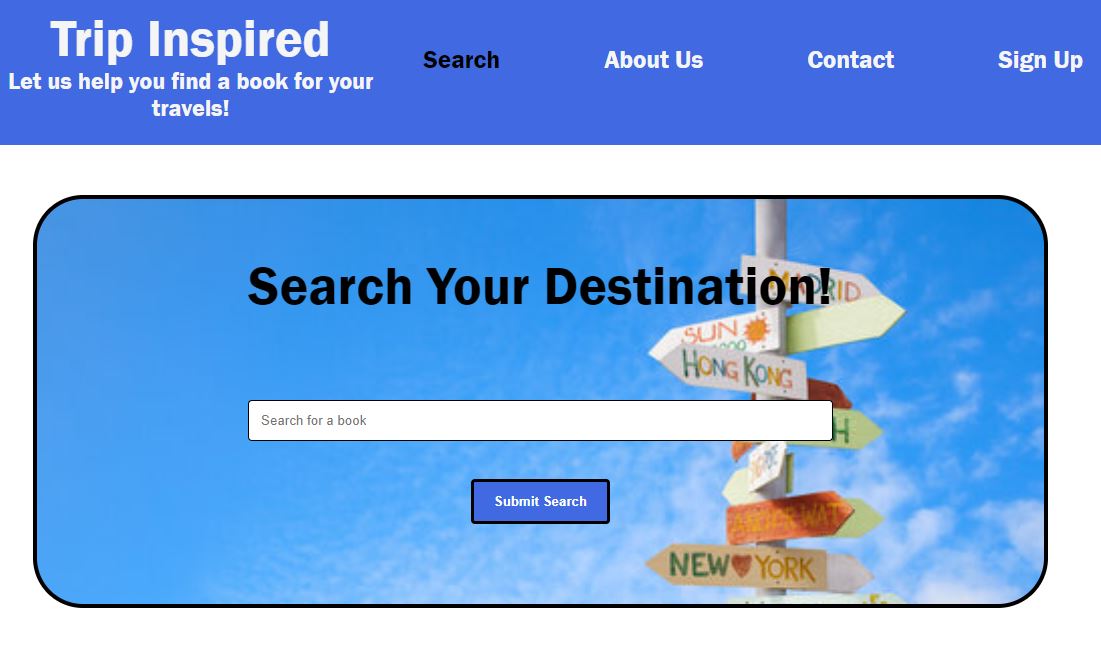 Trip Inspired
Let us help you find a book for your
travels!
Search
About Us
Contact
Sign Up
Search Your Destination!
MADRID
SUN
HONG KONG
Search for a book
H
Submit Search
NEW YORK